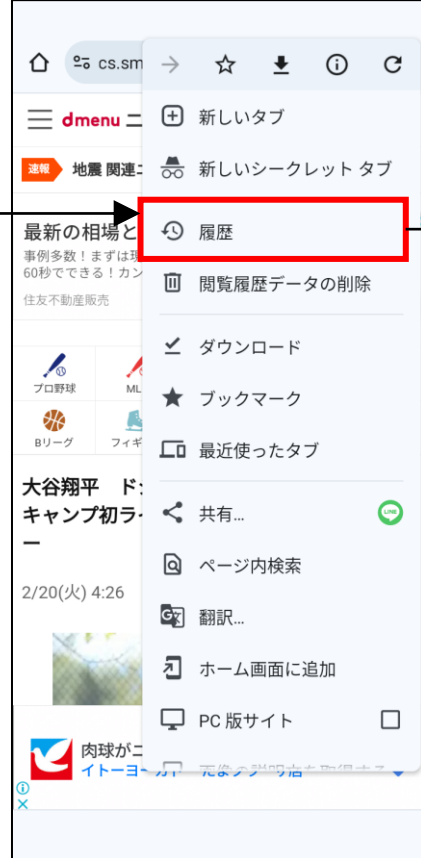 cs.sm
dmenu ニ
速報 地震 関連ニ
最新の相場と
事例多数！まずは現
60秒でできる！カン
住友不動産販売
プロ野球
ML
Bリーグ
フィギ
大谷翔平 ド
キャンプ初ラ
ー
2/20(火) 4:26
肉球がニ
イトーヨーカドー
新しいタブ
新しいシークレット タブ
履歴
閲覧履歴データの削除
ダウンロード
ブックマーク
最近使ったタブ
共有...
LINE
ページ内検索
翻訳...
ホーム画面に追加
PC 版サイト